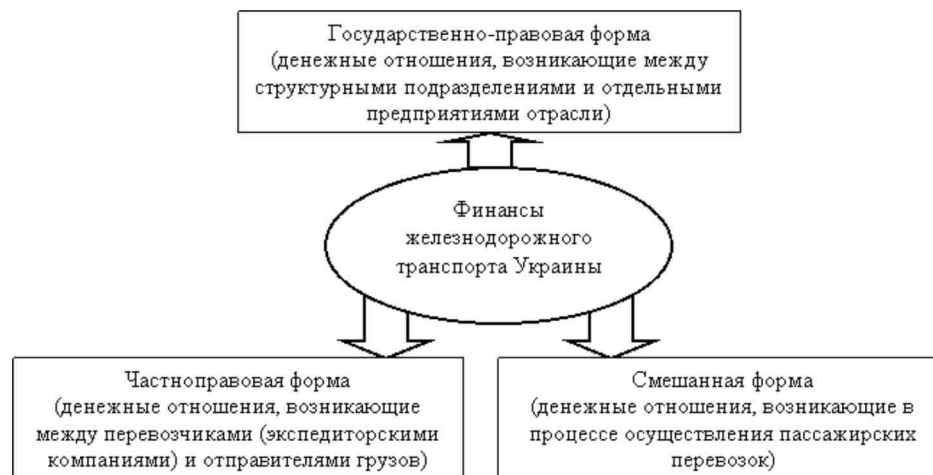 Государственно-правовая форма
(денежные отношения, возникающие между
структурными подразделениями и отдельными
предприятиями отрасли)
Финансы
железнодорожного
транспорта Украины
Частноправовая форма
(денежные отношения, возникающие
между перевозчиками (экспедиторскими
компаниями) и отправителями грузов)
Смешанная форма
(денежные отношения, возникающие в
процессе осуществления пассажирских
перевозок)